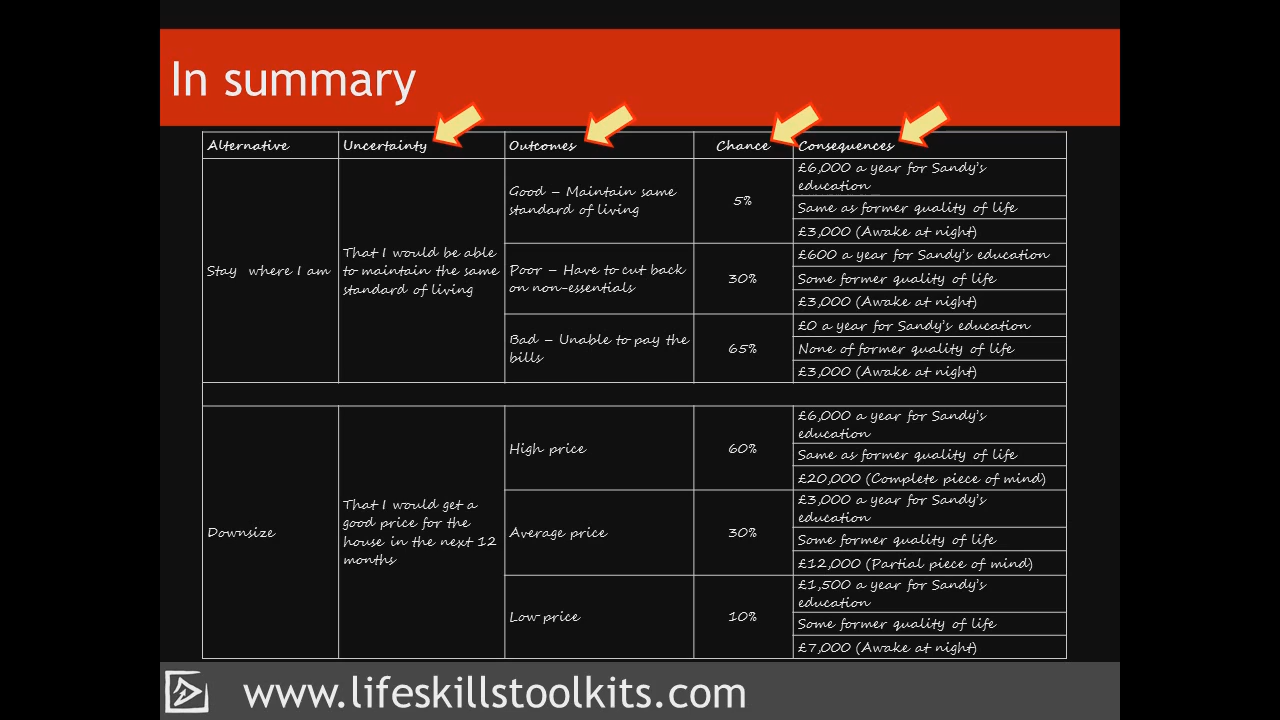 In summary
Alternative
Uncertainty
Outcomes
Chance
Consequences
Stay where I am
That I would be able
to maintain the same
standard of living
Good – Maintain same
standard of living
5%
£6,000 a year for Sandy's
education
Same as former quality of life
£3,000 (Awake at night)
Poor – Have to cut back
on non-essentials
30%
£600 a year for Sandy's education
Some former quality of life
£3,000 (Awake at night)
Bad – Unable to pay the
bills
65%
£0 a year for Sandy's education
None of former quality of life
£3,000 (Awake at night)
Downsize
That I would get a
good price for the
house in the next 12
months
High price
60%
£6,000 a year for Sandy's
education
Same as former quality of life
£20,000 (Complete piece of mind)
Average price
30%
£3,000 a year for Sandy's
education
Some former quality of life
£12,000 (Partial piece of mind)
Low price
10%
£1,500 a year for Sandy's
education
Some former quality of life
£7,000 (Awake at night)
www.lifeskillstoolkits.com